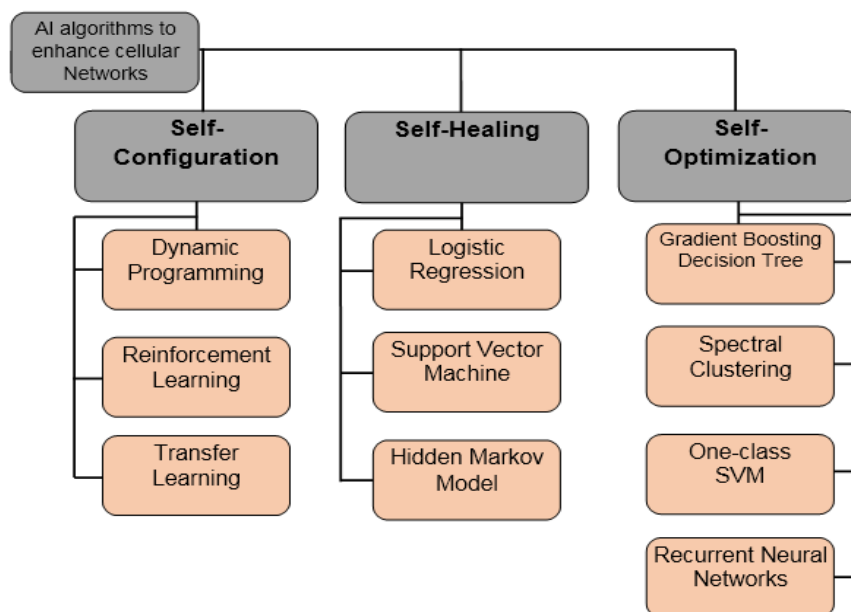 AI algorithms to
enhance cellular
Networks
Self-
Configuration
Self-Healing
Self-
Optimization
Dynamic
Programming
Reinforcement
Learning
Transfer
Learning
Logistic
Regression
Support Vector
Machine
Hidden Markov
Model
Gradient Boosting
Decision Tree
Spectral
Clustering
One-class
SVM
Recurrent Neural
Networks